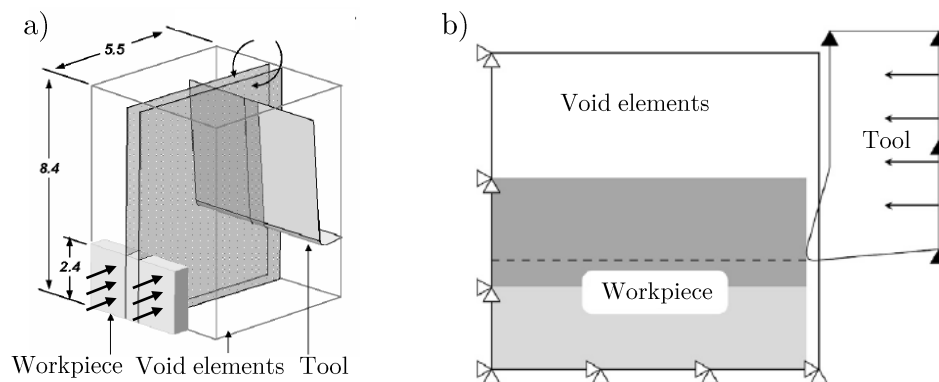 a)
5.5
8.4
2.4
Workpiece Void elements Tool
b)
Void elements
Tool
Workpiece